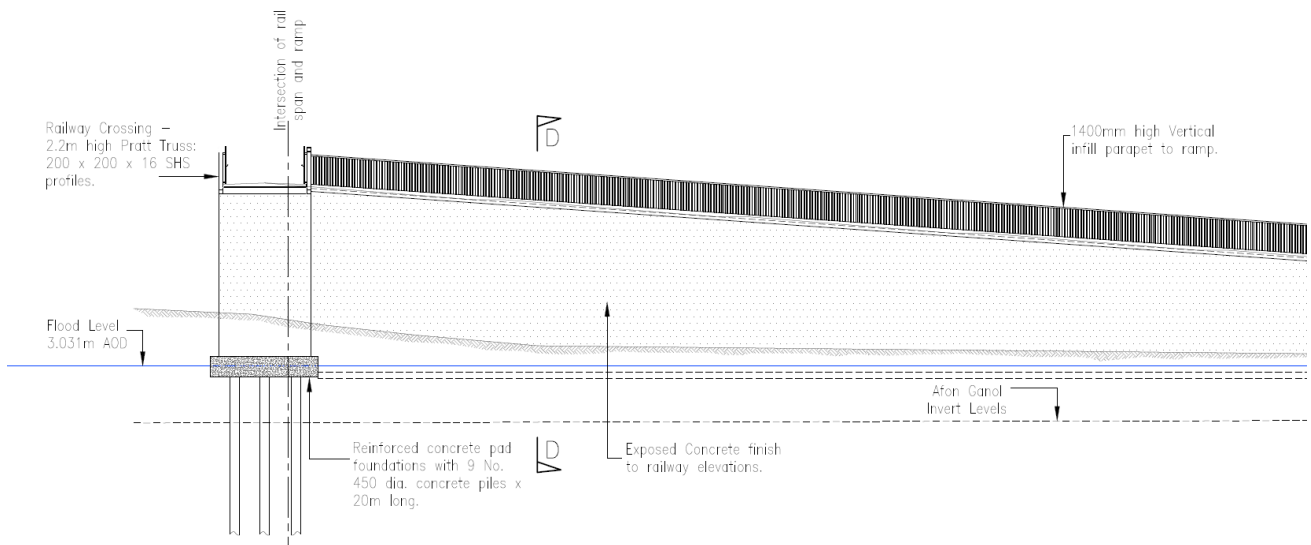 Intersection of rail
span and ramp
Railway Crossing –
2.2m high Pratt Truss:
200 x 200 x 16 SHS
profiles.
D
1400mm high Vertical
infill parapet to ramp.
Flood Level
3.031m AOD
Afon Ganol
Invert Levels
Reinforced concrete pad
foundations with 9 No.
450 dia. concrete piles x
20m long.
D
Exposed Concrete finish
to railway elevations.